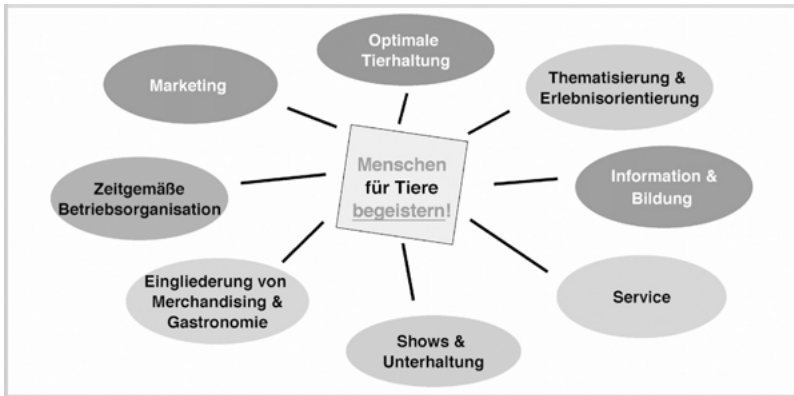 Optimale
Tierhaltung
Thematisierung &
Erlebnisorientierung
Information &
Bildung
Service
Shows &
Unterhaltung
Eingliederung von
Merchandising &
Gastronomie
Zeitgemäße
Betriebsorganisation
Marketing
Menschen
für Tiere
begeistern!